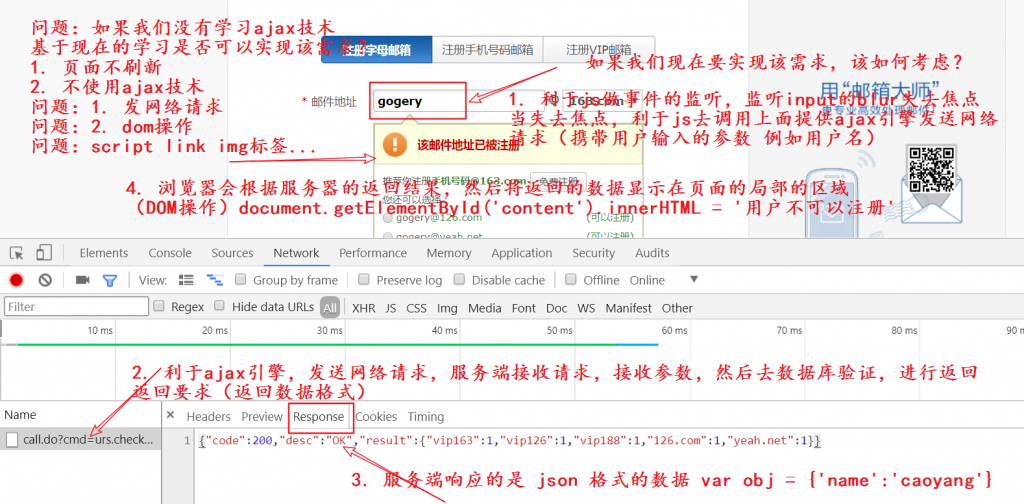 问题：如果我们没有学习ajax技术
基于现在的学习是否可以实现该需求？
1. 页面不刷新
2. 不使用ajax技术
问题：1. 发网络请求
问题：2. dom操作
问题：script link img标签...
注册字母邮箱
注册手机号码邮箱
注册VIP邮箱
如果我们现在要实现该需求，该如何考虑？
* 邮件地址
gogery
@
163.com
1. 利于js做事件的监听，监听input的blur失去焦点
当失去焦点，利于js去调用上面提供ajax引擎发送网络
请求（携带用户输入的参数 例如用户名）
用“邮箱大师”
更专业高效处理邮件！
该邮件地址已被注册
推荐您注册手机号码@163.com
免费注册
您还可以选择
4. 浏览器会根据服务器的返回结果，然后将返回的数据显示在页面的局部的区域
（DOM操作）document.getElementById('content').innerHTML = '用户不可以注册'
gogery@126.com
(可以注册)
gogery@yeah.net
(可以注册)
Elements Console Sources Network Performance Memory Application Security Audits
View: Group by frame Preserve log Disable cache Offline Online
Filter Regex Hide data URLs All XHR JS CSS Img Media Font Doc WS Manifest Other
10 ms 20 ms 30 ms 40 ms 50 ms 60 ms 70 ms 80 ms 90 m
2. 利于ajax引擎，发送网络请求，服务端接收请求，接收参数，然后去数据库验证，进行返回
返回要求（返回数据格式）
Name
× Headers Preview Response Cookies Timing
call.do?cmd=urs.check...
1 {"code":200,"desc":"OK","result":{"vip163":1,"vip126":1,"vip188":1,"126.com":1,"yeah.net":1}}
3. 服务端响应的是 json 格式的数据 var obj = {'name':'caoyang'}